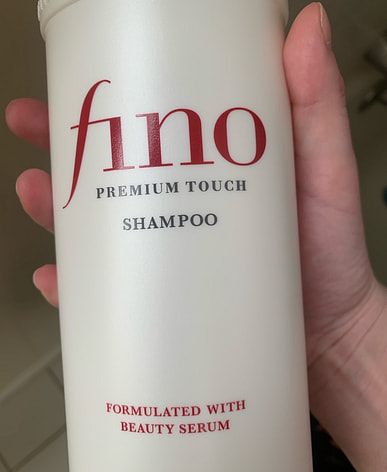 fino
PREMIUM TOUCH
SHAMPOO
FORMULATED WITH
BEAUTY SERUM